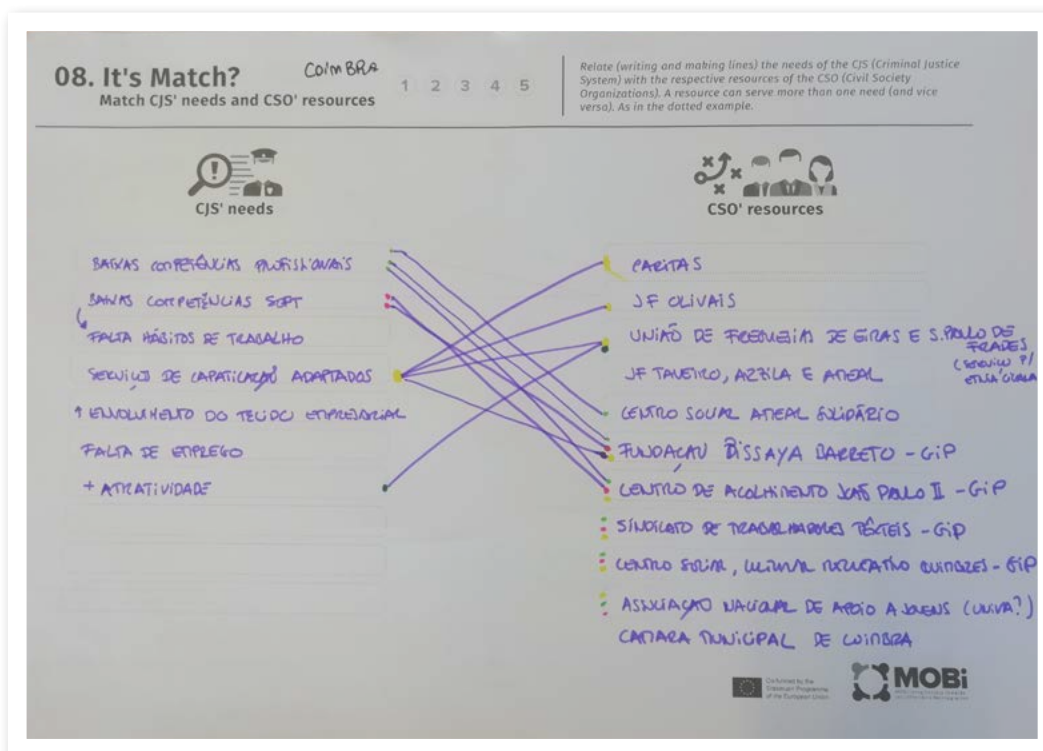 08. It's Match?
COIMBRA
Match CJS' needs and CSO' resources
1 2 3 4 5
Relate (writing and making lines) the needs of the CJS (Criminal Justice
System) with the respective resources of the CSO (Civil Society
Organizations). A resource can serve more than one need (and vice
versa). As in the dotted example.
CJS' needs
BAIXAS COMPETÊNCIAS PROFISSIONAIS
BAIXAS COMPETÊNCIAS SOFT
FALTA HÁBITOS DE TRABALHO
SERVIÇOS DE CAPACITAÇÃO ADAPTADOS
↑ ENVOLVIMENTO DO TECIDO EMPRESARIAL
FALTA DE EMPREGO
+ ATRATIVIDADE
CSO' resources
CARITAS
JF OLIVAIS
UNIÃO DE FREGUESIAS DE EIRAS E S. PAULO DE
FRADES
(SERVIÇO P/
ETNIA CIGANA
JF TAVEIRO, AMEAL E
CENTRO SOCIAL AMEAL SOLIDÁRIO
FUNDAÇÃO BISSAYA BARRETO - GiP
CENTRO DE ACOLHIMENTO JOÃO PAULO II - GiP
SINDICATO DE TRABALHADORES TÊXTEIS - GiP
CENTRO SOCIAL, CULTURAL RECREATIVO - GiP
ASSOCIAÇÃO NACIONAL DE APOIO A JOVENS (UNIVA?)
CAMARA MUNICIPAL DE COIMBRA
Co-funded by the
Erasmus+ Programme
of the European Union
MOBi